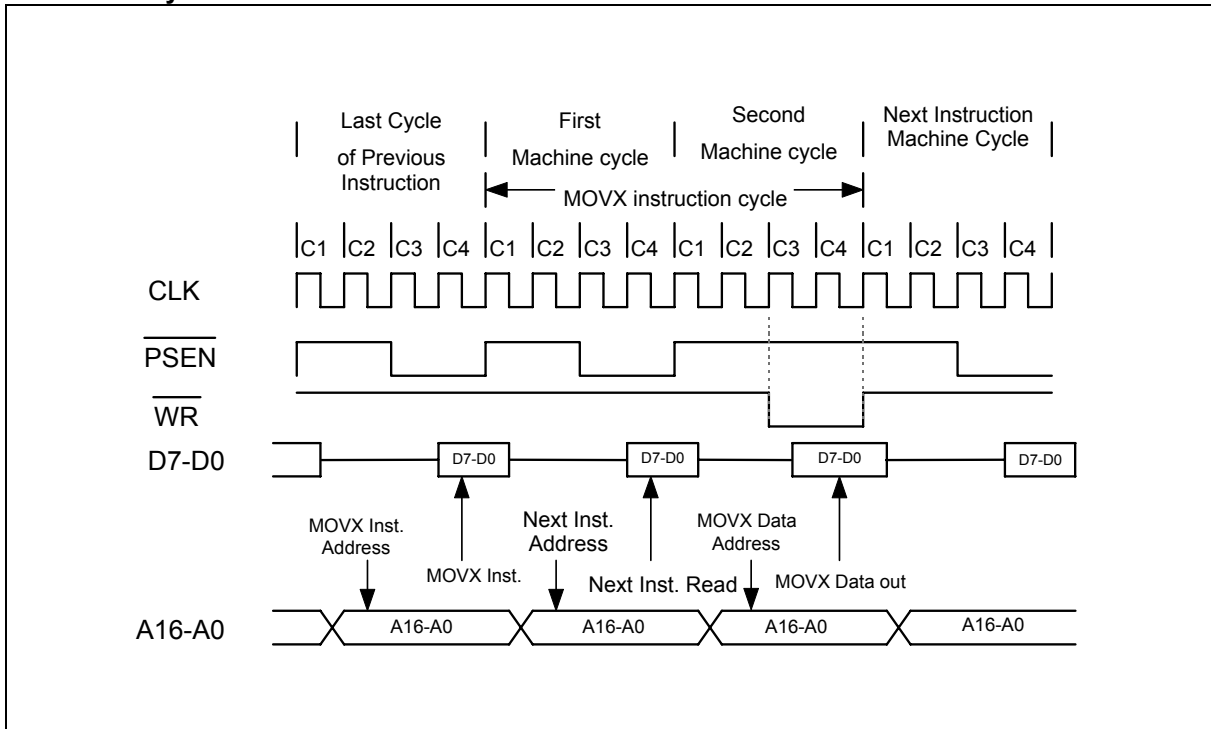 Last Cycle
of Previous
Instruction
First
Machine cycle
Second
Machine cycle
Next Instruction
Machine Cycle
MOVX instruction cycle
C1 C2 C3 C4 C1 C2 C3 C4 C1 C2 C3 C4 C1 C2 C3 C4
CLK
PSEN
WR
D7-D0
D7-D0 D7-D0 D7-D0 D7-D0
MOVX Inst.
Address
MOVX Inst.
Next Inst.
Address
Next Inst. Read
MOVX Data
Address
MOVX Data out
A16-A0
A16-A0 A16-A0 A16-A0 A16-A0